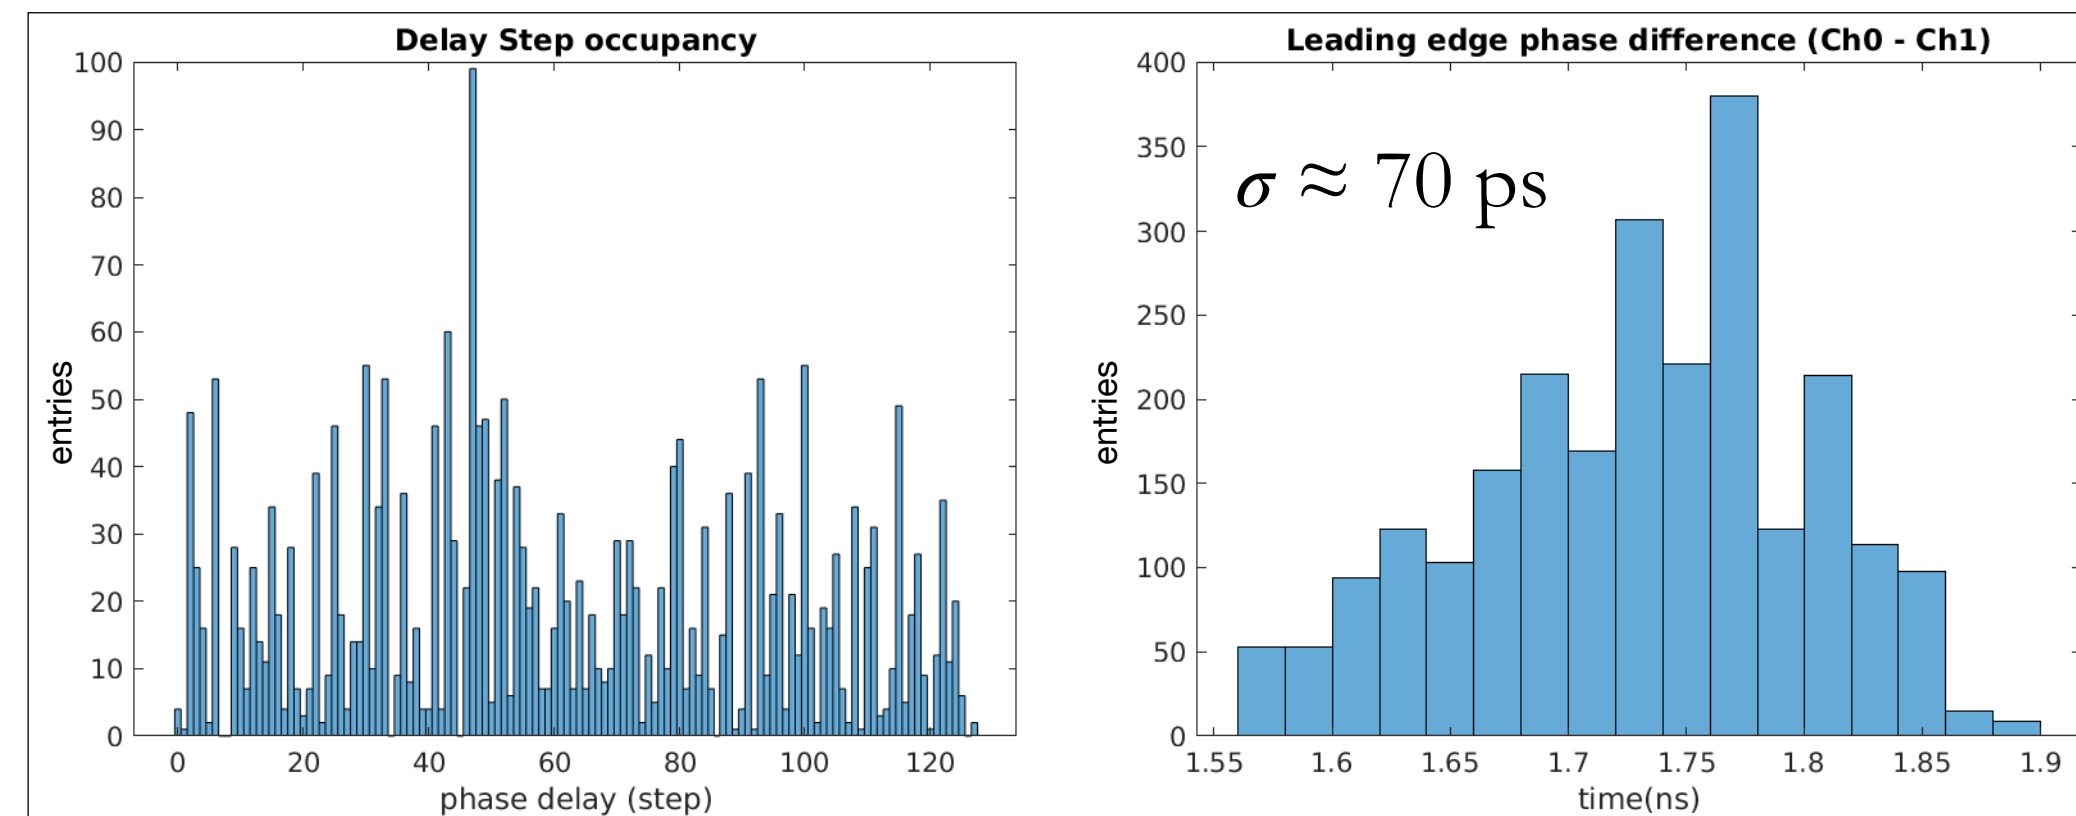 Delay Step occupancy
100
90
80
70
60
50
40
30
20
10
0
entries
0 20 40 60 80 100 120
phase delay (step)
Leading edge phase difference (Ch0 - Ch1)
400
350
300
250
200
150
100
50
0
entries
σ ≈ 70 ps
1.55 1.6 1.65 1.7 1.75 1.8 1.85 1.9
time(ns)